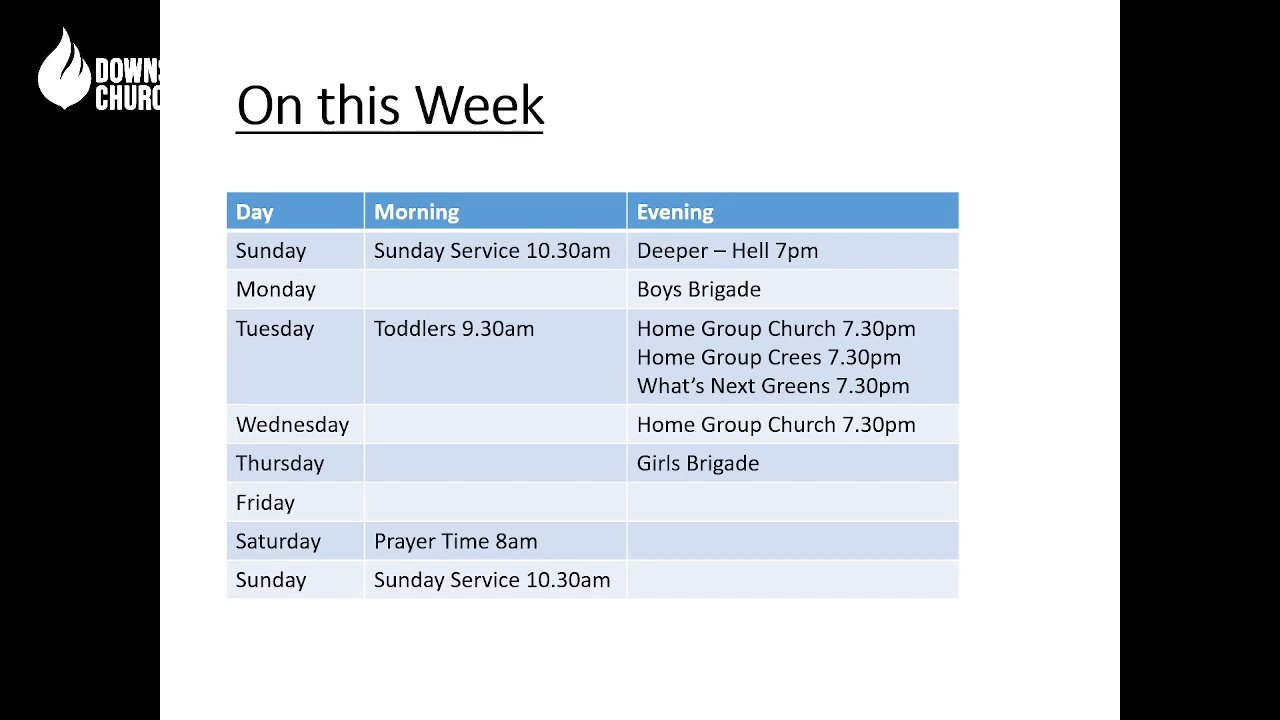 DOWNS
CHURC
On this Week
Day Morning Evening
Sunday Sunday Service 10.30am Deeper – Hell 7pm
Monday Boys Brigade
Tuesday Toddlers 9.30am Home Group Church 7.30pm
Home Group Crees 7.30pm
What's Next Greens 7.30pm
Wednesday Home Group Church 7.30pm
Thursday Girls Brigade
Friday
Saturday Prayer Time 8am
Sunday Sunday Service 10.30am